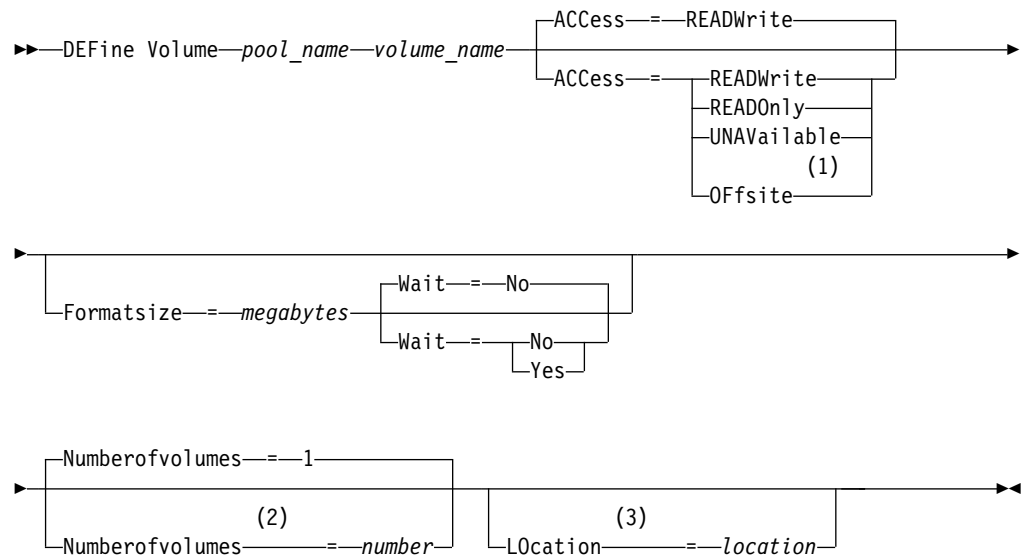 ACCess = READWrite
DEFine Volume pool_name volume_name
ACCess = READWrite
READOnly
UNAVailable
(1)
OFfsite
Wait = No
Formatsize = megabytes
Wait = No
Yes
Numberofvolumes = 1
(2) (3)
Numberofvolumes = number LOcation = location